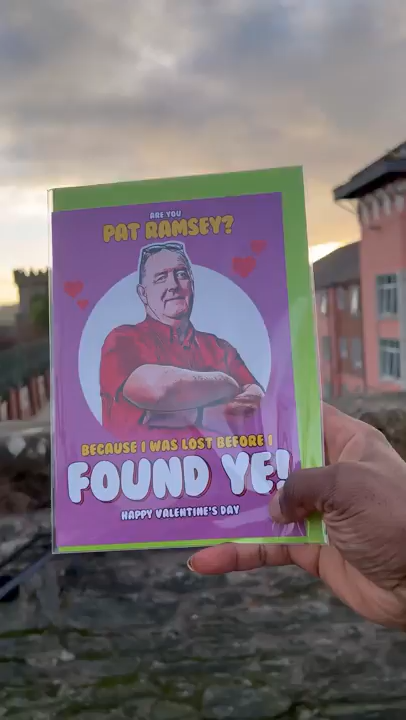 ARE YOU
PAT RAMSEY?
BECAUSE I WAS LOST BEFORE I
FOUND YE!
HAPPY VALENTINE'S DAY